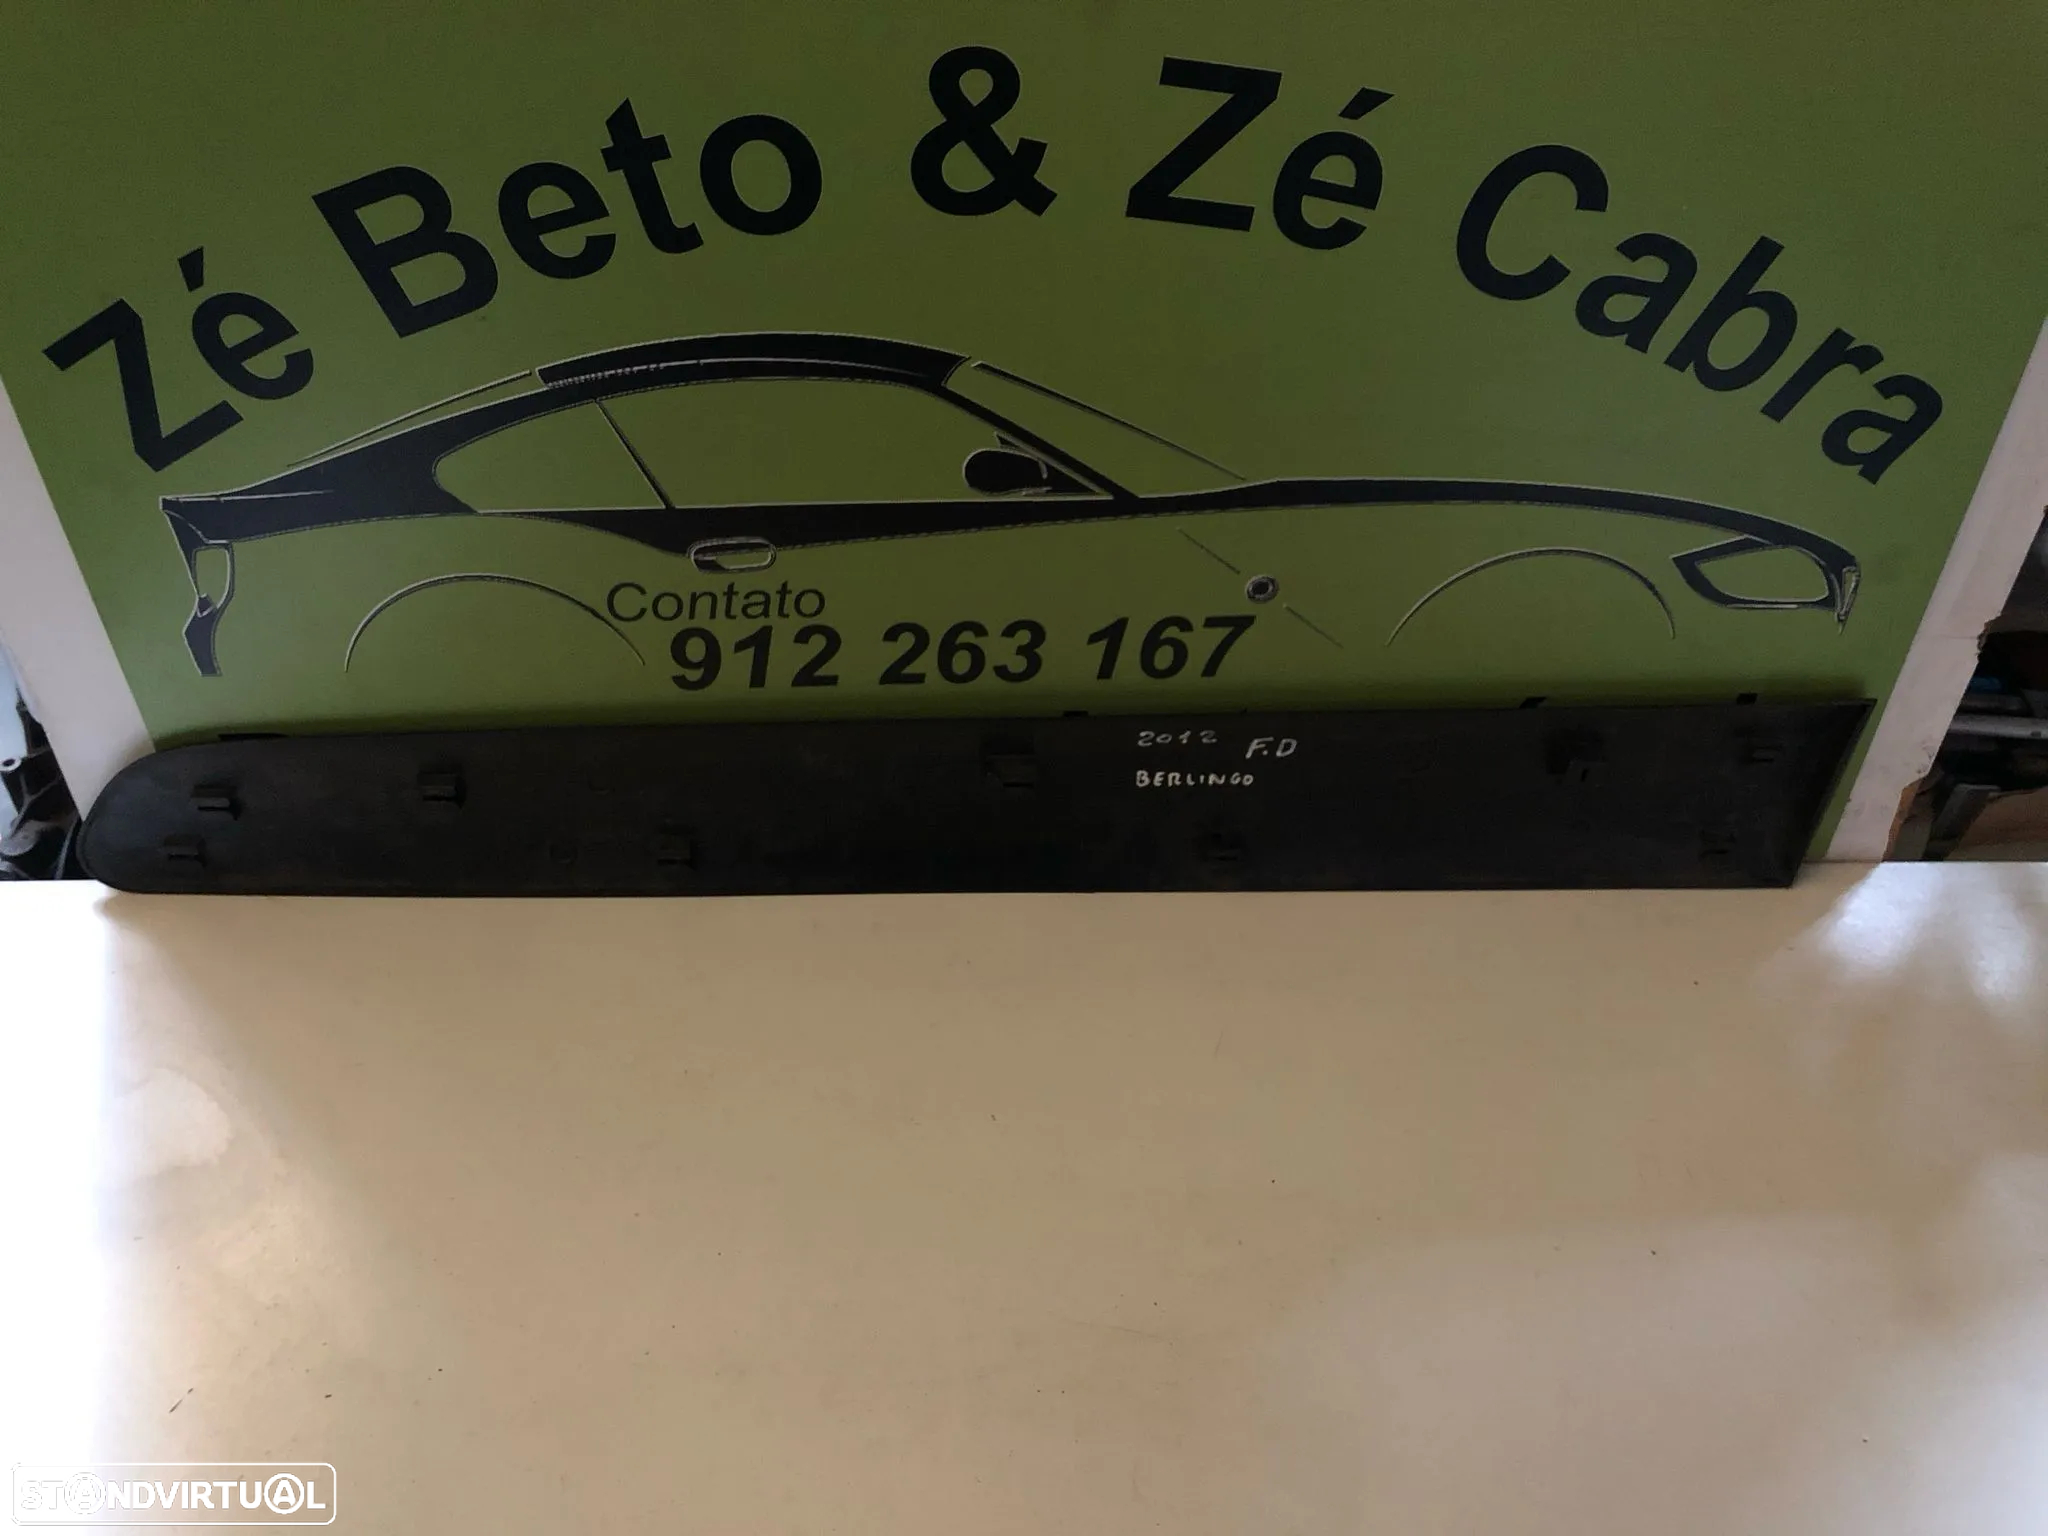 Zé Beto & Zé Cabra
Contato
912 263 167
2012 F.D
BERLINGO
STANDVIRTUAL